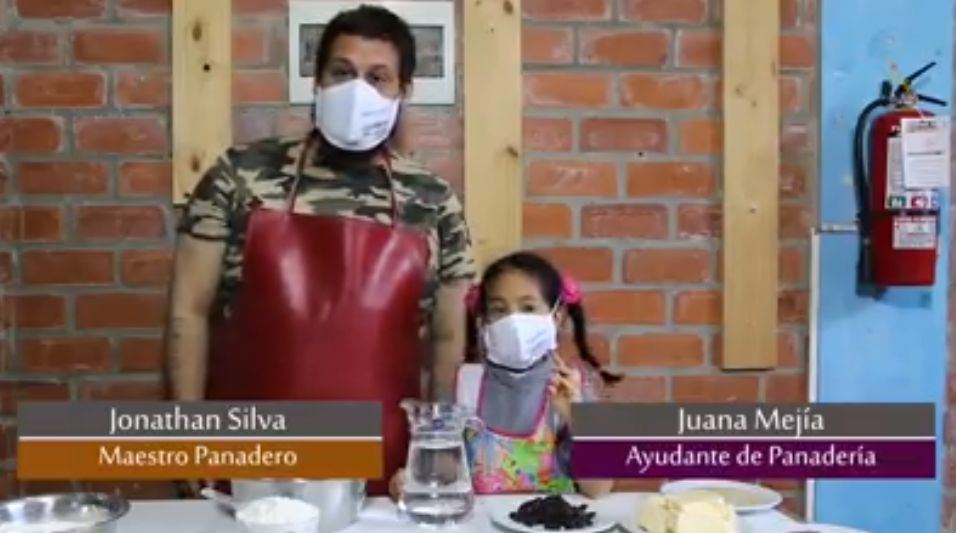 Jonathan Silva
Maestro Panadero
Juana Mejía
Ayudante de Panadería